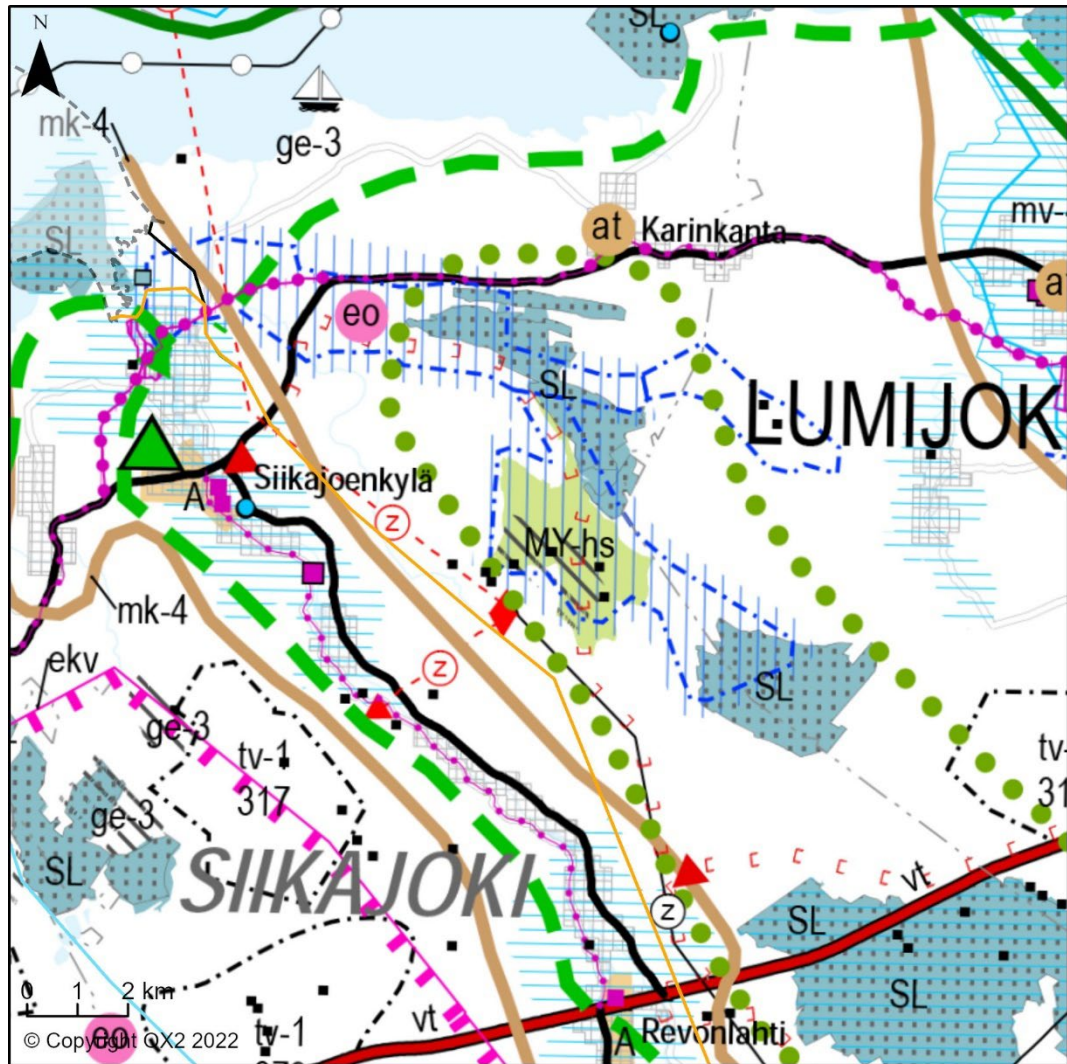 N
SL
mk-4
ge-3
at
Karinkanta
mv-
SL
eo
SL
LUMIJOK
A
Siikajoenkylä
z
MY-hs
mk-4
z
SL
ekv
ge-3
tv-1
317
tv-
31
ge-3
SL
SIIKAJOKI
vt
z
SL
SL
0 1 2 km
eo
© Copyright QX2 2022
tv-1
vt
A
Revonlahti